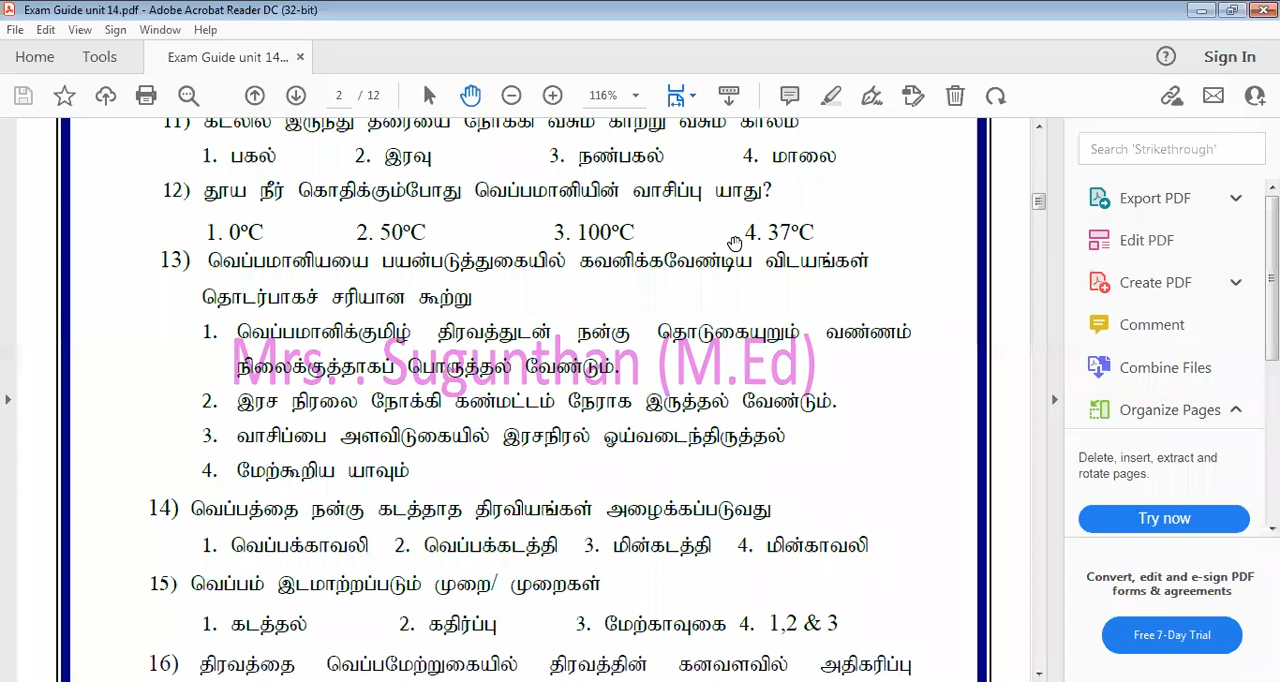 Exam Guide unit 14.pdf - Adobe Acrobat Reader DC (32-bit)
File Edit View Sign Window Help
Home Tools Exam Guide unit 14... × Sign In
2 / 12 116%
11) கடலில் இருந்து தரையை நோக்கி வீசும் காற்று வீசும் காலம்
1. பகல் 2. இரவு 3. நண்பகல் 4. மாலை
12) தூய நீர் கொதிக்கும்போது வெப்பமானியின் வாசிப்பு யாது?
1. 0°C 2. 50°C 3. 100°C 4. 37°C
13) வெப்பமானியயை பயன்படுத்துகையில் கவனிக்கவேண்டிய விடயங்கள்
தொடர்பாகச் சரியான கூற்று
1. வெப்பமானிக்குமிழ் திரவத்துடன் நன்கு தொடுகையுறும் வண்ணம்
நிலைக்குத்தாகப் பொருத்தல் வேண்டும்.
Mrs. . Sugunthan (M.Ed)
2. இரச நிரலை நோக்கி கண்மட்டம் நேராக இருத்தல் வேண்டும்.
3. வாசிப்பை அளவிடுகையில் இரசநிரல் ஓய்வடைந்திருத்தல்
4. மேற்கூறிய யாவும்
14) வெப்பத்தை நன்கு கடத்தாத திரவியங்கள் அழைக்கப்படுவது
1. வெப்பக்காவலி 2. வெப்பக்கடத்தி 3. மின்கடத்தி 4. மின்காவலி
15) வெப்பம் இடமாற்றப்படும் முறை/ முறைகள்
1. கடத்தல் 2. கதிர்ப்பு 3. மேற்காவுகை 4. 1,2 & 3
16) திரவத்தை வெப்பமேற்றுகையில் திரவத்தின் கனவளவில் அதிகரிப்பு
Search 'Strikethrough'
Export PDF
Edit PDF
Create PDF
Comment
Combine Files
Organize Pages
Delete, insert, extract and
rotate pages.
Try now
Convert, edit and e-sign PDF
forms & agreements
Free 7-Day Trial